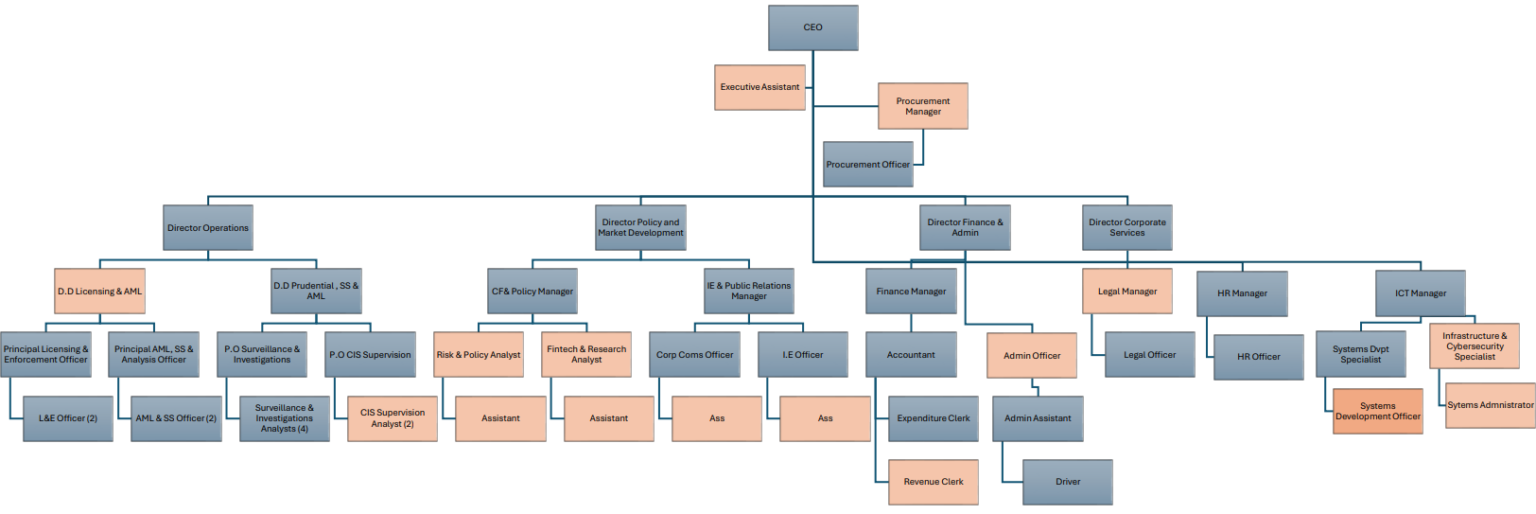 CEO
Executive Assistant
Procurement
Manager
Procurement Officer
Director Operations
Director Policy and
Market Development
Director Finance &
Admin
Director Corporate
Services
D.D Licensing & AML
D.D Prudential , SS &
AML
CF& Policy Manager
IE & Public Relations
Manager
Finance Manager
Legal Manager
HR Manager
ICT Manager
Principal Licensing &
Enforcement Officer
Principal AML, SS &
Analysis Officer
P.O Surveillance &
Investigations
P.O CIS Supervision
Risk & Policy Analyst
Fintech & Research
Analyst
Corp Coms Officer
I.E Officer
Accountant
Admin Officer
Legal Officer
HR Officer
Systems Dvpt
Specialist
Infrastructure &
Cybersecurity
Specialist
L&E Officer (2)
AML & SS Officer (2)
Surveillance &
Investigations
Analysts (4)
CIS Supervision
Analyst (2)
Assistant
Assistant
Ass
Ass
Expenditure Clerk
Admin Assistant
Systems
Development Officer
Sytems Admnistrator
Revenue Clerk
Driver